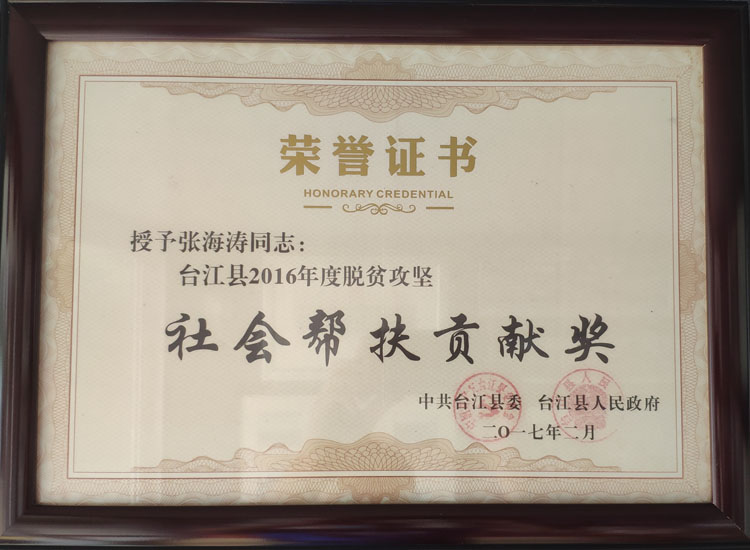 荣誉证书
HONORARY CREDENTIAL
授予张海涛同志：
台江县2016年度脱贫攻坚
社会帮扶贡献奖
中共台江县委 台江县人民政府
二〇一七年二月